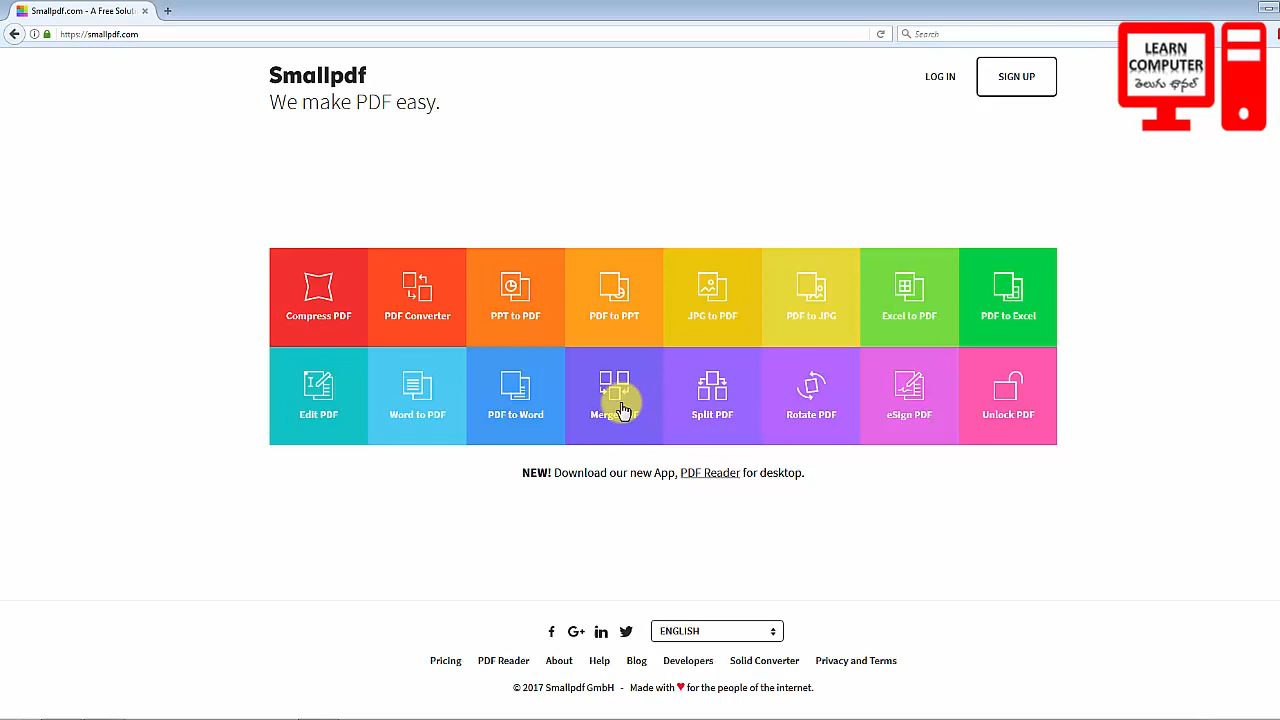 Smallpdf.com - A Free Solut
https://smallpdf.com
Search
LEARN
COMPUTER
తెలుగు ఛానల్
Smallpdf
We make PDF easy.
LOG IN
SIGN UP
Compress PDF
PDF Converter
PPT to PDF
PDF to PPT
JPG to PDF
PDF to JPG
Excel to PDF
PDF to Excel
Edit PDF
Word to PDF
PDF to Word
Merge PDF
Split PDF
Rotate PDF
eSign PDF
Unlock PDF
NEW! Download our new App, PDF Reader for desktop.
ENGLISH
Pricing PDF Reader About Help Blog Developers Solid Converter Privacy and Terms
© 2017 Smallpdf GmbH - Made with ♥ for the people of the internet.